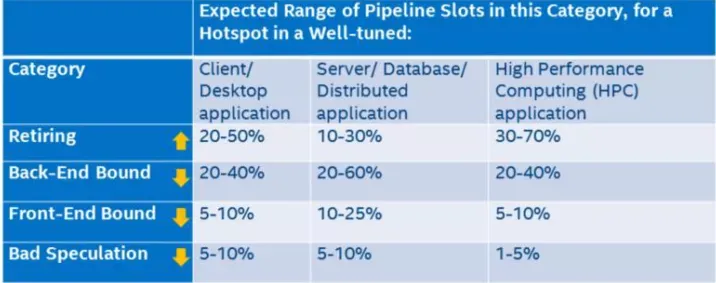 Expected Range of Pipeline Slots in this Category, for a
Hotspot in a Well-tuned:
Category
Client/
Desktop
application
Server/ Database/
Distributed
application
High Performance
Computing (HPC)
application
Retiring 20-50% 10-30% 30-70%
Back-End Bound 20-40% 20-60% 20-40%
Front-End Bound 5-10% 10-25% 5-10%
Bad Speculation 5-10% 5-10% 1-5%